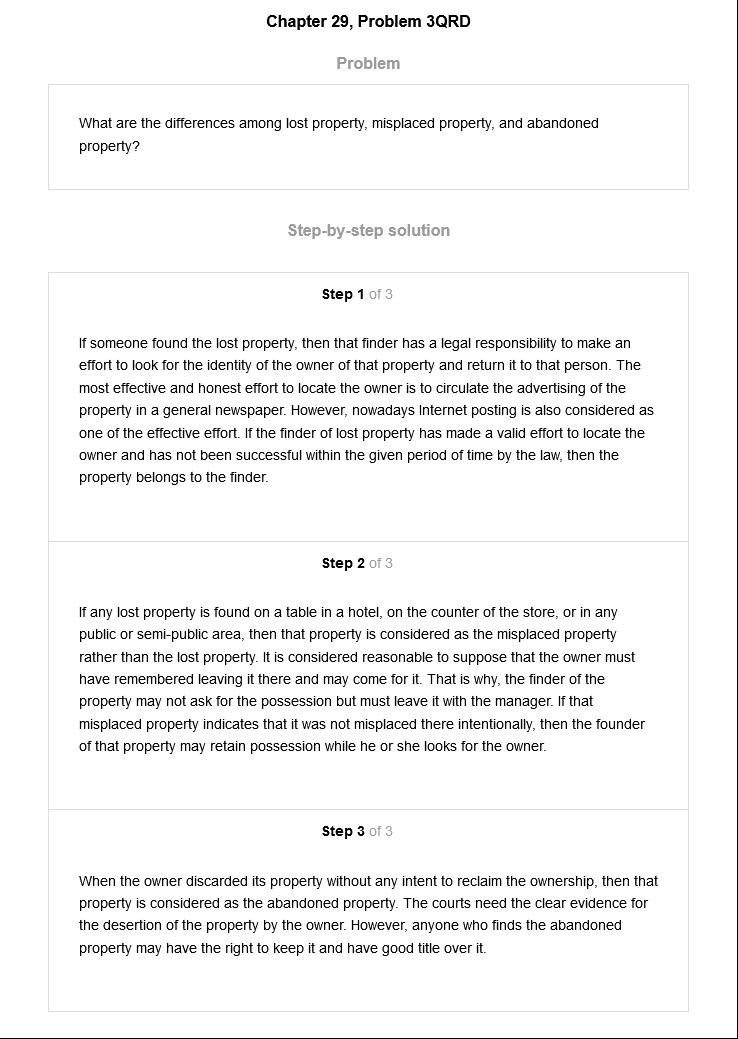 Chapter 29, Problem 3QRD
Problem
What are the differences among lost property, misplaced property, and abandoned
property?
Step-by-step solution
Step 1 of 3
If someone found the lost property, then that finder has a legal responsibility to make an
effort to look for the identity of the owner of that property and return it to that person. The
most effective and honest effort to locate the owner is to circulate the advertising of the
property in a general newspaper. However, nowadays Internet posting is also considered as
one of the effective effort. If the finder of lost property has made a valid effort to locate the
owner and has not been successful within the given period of time by the law, then the
property belongs to the finder.
Step 2 of 3
If any lost property is found on a table in a hotel, on the counter of the store, or in any
public or semi-public area, then that property is considered as the misplaced property
rather than the lost property. It is considered reasonable to suppose that the owner must
have remembered leaving it there and may come for it. That is why, the finder of the
property may not ask for the possession but must leave it with the manager. If that
misplaced property indicates that it was not misplaced there intentionally, then the founder
of that property may retain possession while he or she looks for the owner.
Step 3 of 3
When the owner discarded its property without any intent to reclaim the ownership, then that
property is considered as the abandoned property. The courts need the clear evidence for
the desertion of the property by the owner. However, anyone who finds the abandoned
property may have the right to keep it and have good title over it.